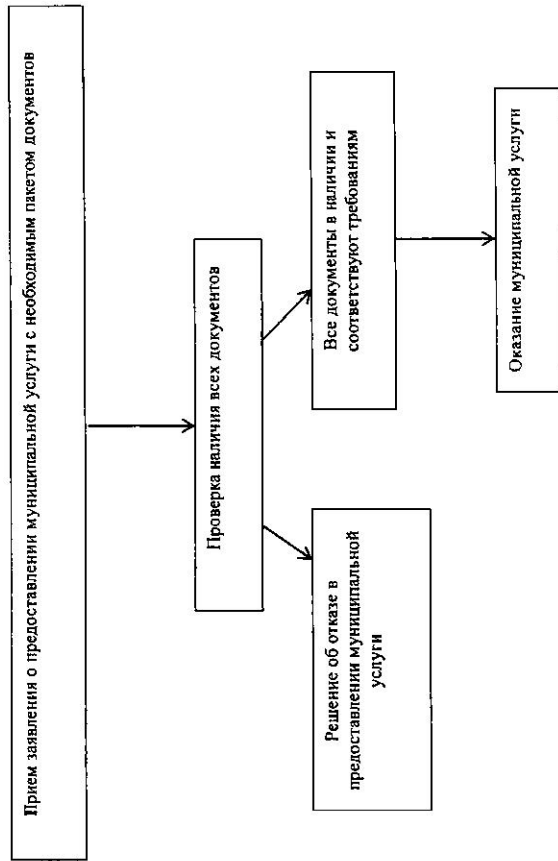 Прием заявления о предоставлении муниципальной услуги с необходимым пакетом документов
Проверка наличия всех документов
Решение об отказе в
предоставлении муниципальной
услуги
Все документы в наличии и
соответствуют требованиям
Оказание муниципальной услуги